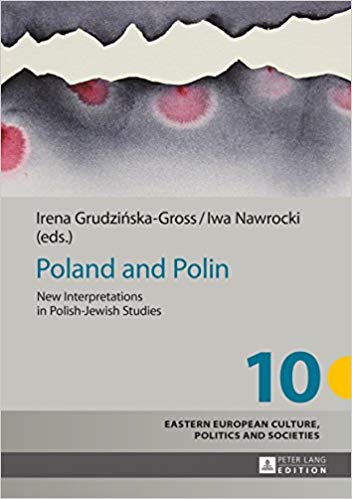 Irena Grudzińska-Gross / Iwa Nawrocki
(eds.)
Poland and Polin
New Interpretations
in Polish-Jewish Studies
10
EASTERN EUROPEAN CULTURE,
POLITICS AND SOCIETIES
PETER LANG
EDITION